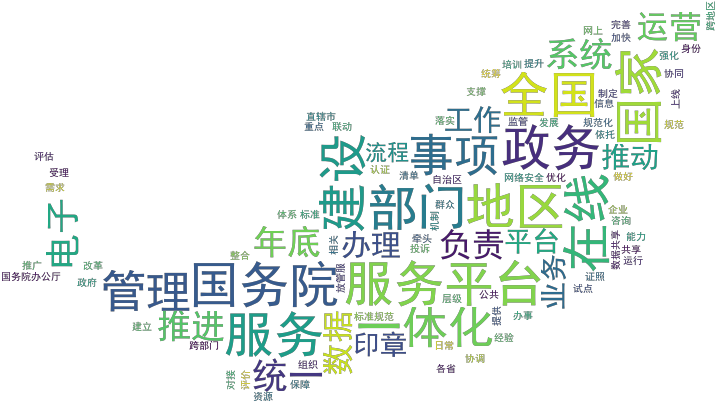 跨地区
完善
网上
运营
加快
身份
系统
强化
国家
培训
提升
统筹
协同
全国
支撑
制定
上线
信息
直辖市
重点
联动
落实
工作
监管
发展
规范化
规范
依托
政务
建设
流程
事项
推动
评估
受理
需求
认证
清单
自治区
网络安全
优化
做好
电子
体系
标准
部门
群众
机制
地区
在线
企业
咨询
年底
办理
相关
牵头
投诉
负责
平台
数据共享
共享
能力
运行
推广
改革
国务院办公厅
政府
整合
管理
国务院
放管服
服务平台
业务
证照
试点
层级
公共
建立
推进
服务
数据
标准规范
一体化
提供
办事
跨部门
印章
日常
经验
协调
对接
评价
统一
组织
保障
资源
各省